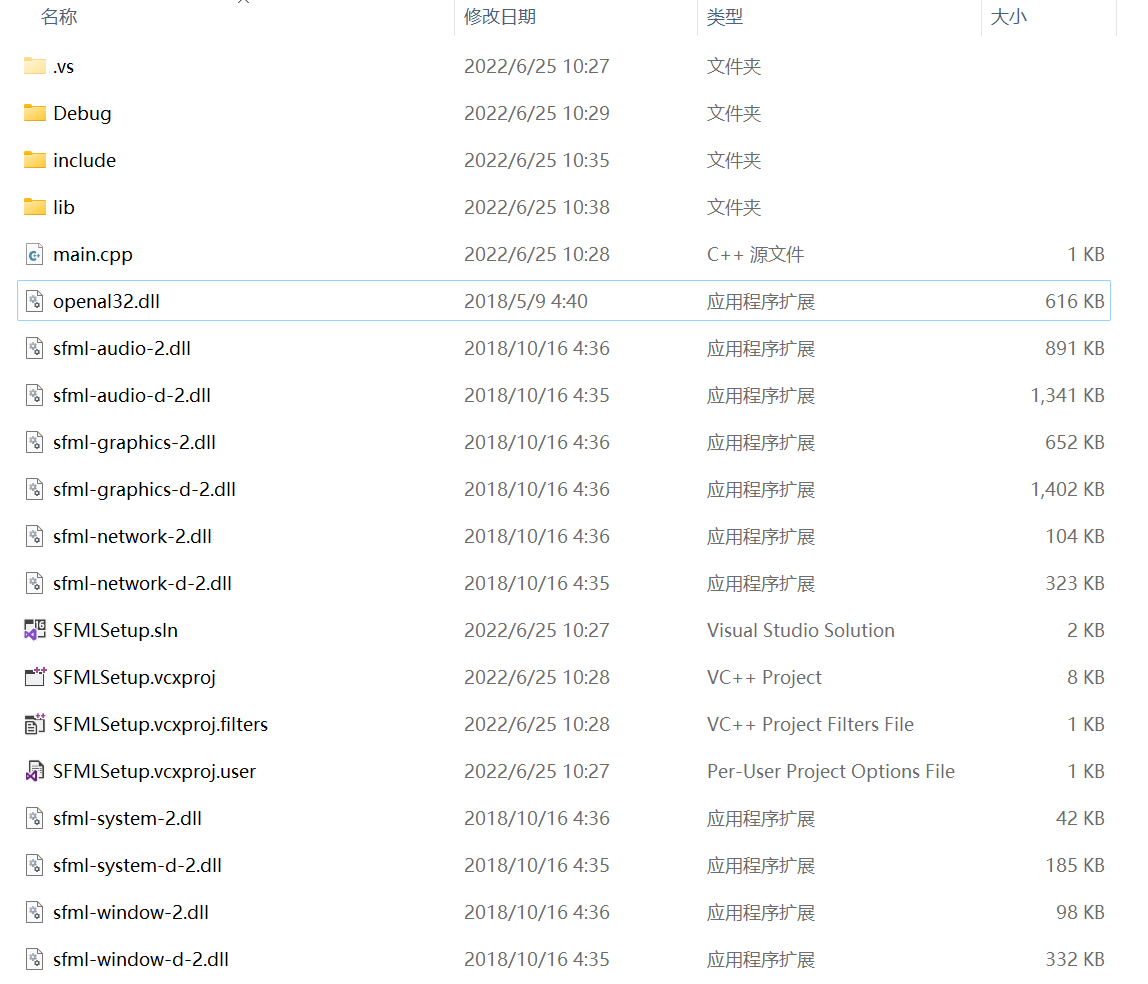 名称 修改日期 类型 大小
.vs 2022/6/25 10:27 文件夹
Debug 2022/6/25 10:29 文件夹
include 2022/6/25 10:35 文件夹
lib 2022/6/25 10:38 文件夹
main.cpp 2022/6/25 10:28 C++ 源文件 1 KB
openal32.dll 2018/5/9 4:40 应用程序扩展 616 KB
sfml-audio-2.dll 2018/10/16 4:36 应用程序扩展 891 KB
sfml-audio-d-2.dll 2018/10/16 4:35 应用程序扩展 1,341 KB
sfml-graphics-2.dll 2018/10/16 4:36 应用程序扩展 652 KB
sfml-graphics-d-2.dll 2018/10/16 4:36 应用程序扩展 1,402 KB
sfml-network-2.dll 2018/10/16 4:36 应用程序扩展 104 KB
sfml-network-d-2.dll 2018/10/16 4:35 应用程序扩展 323 KB
SFMLSetup.sln 2022/6/25 10:27 Visual Studio Solution 2 KB
SFMLSetup.vcxproj 2022/6/25 10:28 VC++ Project 8 KB
SFMLSetup.vcxproj.filters 2022/6/25 10:28 VC++ Project Filters File 1 KB
SFMLSetup.vcxproj.user 2022/6/25 10:27 Per-User Project Options File 1 KB
sfml-system-2.dll 2018/10/16 4:36 应用程序扩展 42 KB
sfml-system-d-2.dll 2018/10/16 4:35 应用程序扩展 185 KB
sfml-window-2.dll 2018/10/16 4:36 应用程序扩展 98 KB
sfml-window-d-2.dll 2018/10/16 4:35 应用程序扩展 332 KB